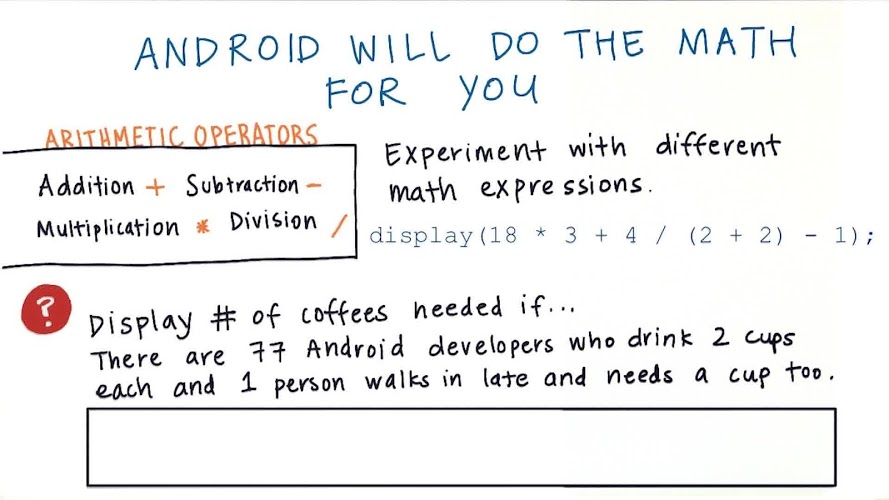 ANDROID WILL DO THE MATH
FOR YOU
ARITHMETIC OPERATORS
Addition + Subtraction -
Multiplication * Division /
Experiment with different
math expressions.
display(18 * 3 + 4 / (2 + 2) - 1);
?
Display # of coffees needed if...
There are 77 Android developers who drink 2 cups
each and 1 person walks in late and needs a cup too.